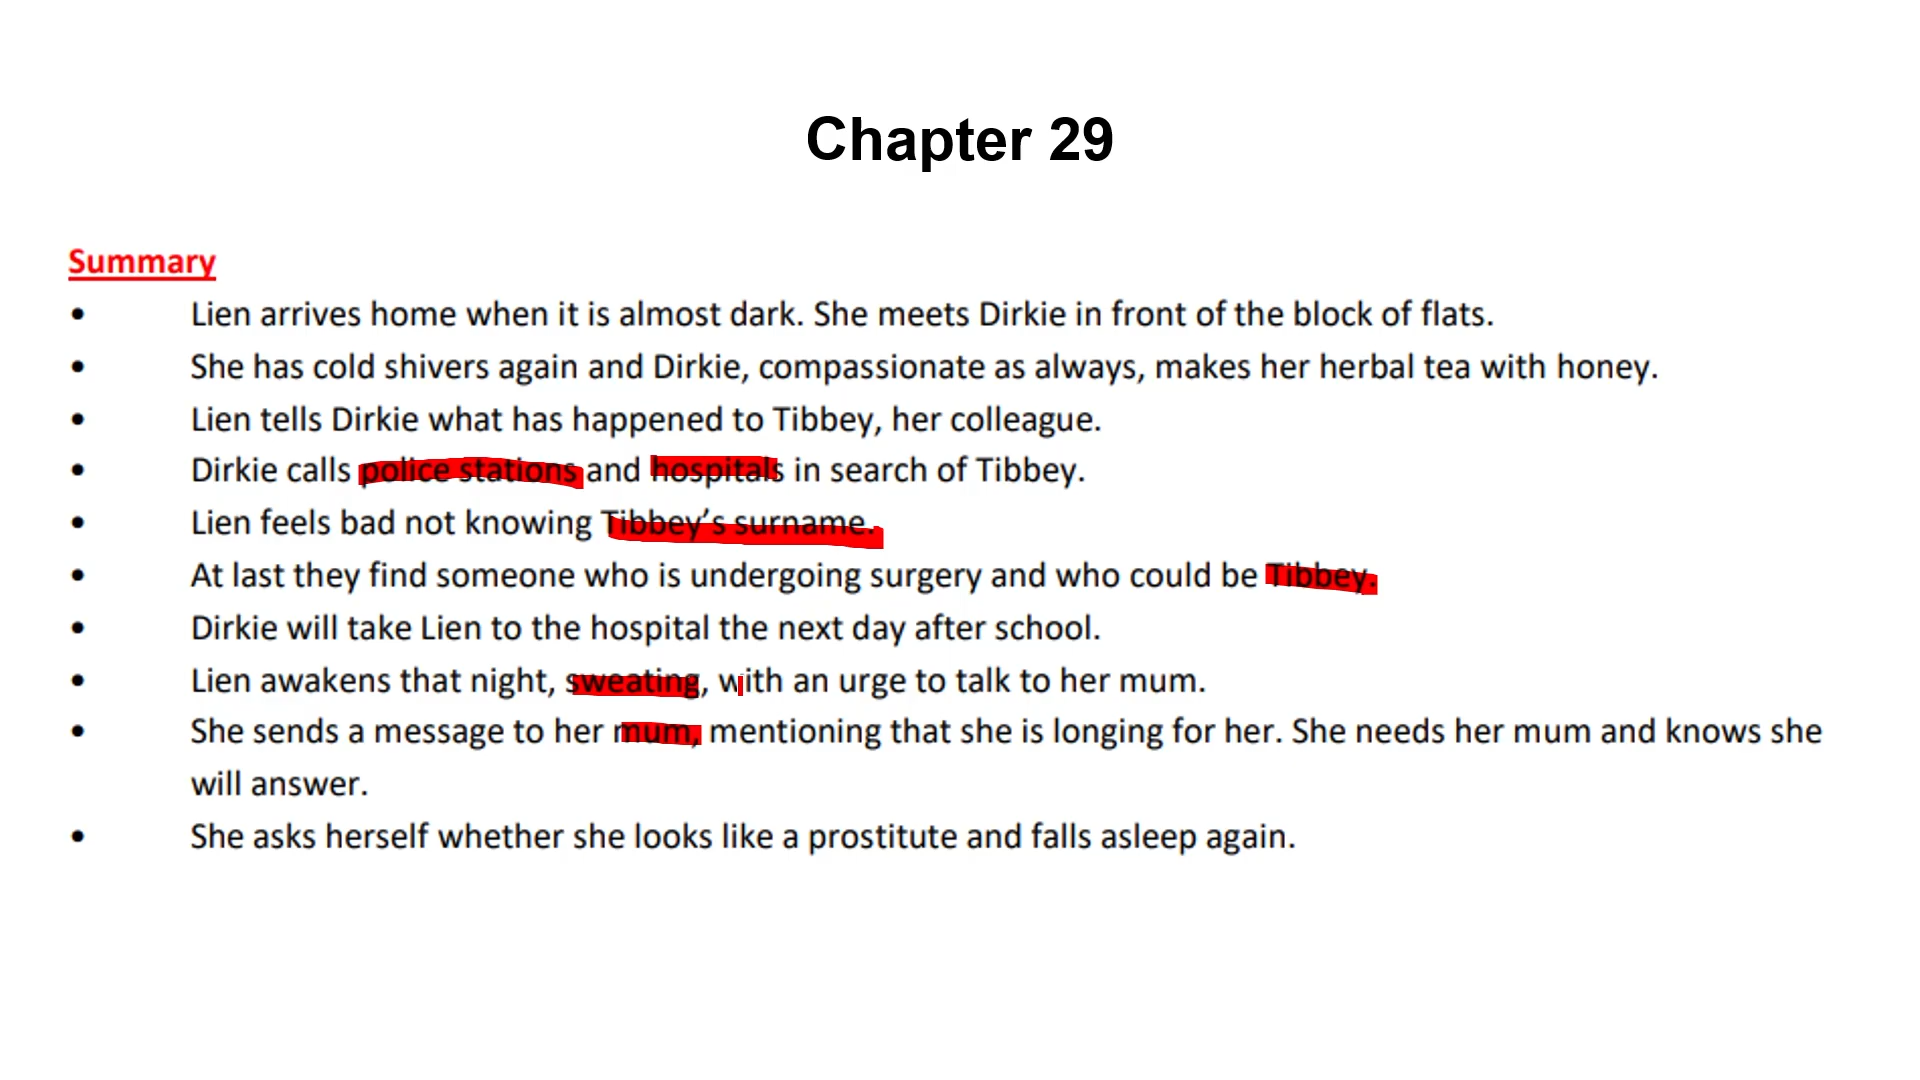 Chapter 29
Summary
• Lien arrives home when it is almost dark. She meets Dirkie in front of the block of flats.
• She has cold shivers again and Dirkie, compassionate as always, makes her herbal tea with honey.
• Lien tells Dirkie what has happened to Tibbey, her colleague.
• Dirkie calls police stations and hospitals in search of Tibbey.
• Lien feels bad not knowing Tibbey’s surname.
• At last they find someone who is undergoing surgery and who could be Tibbey.
• Dirkie will take Lien to the hospital the next day after school.
• Lien awakens that night, sweating, with an urge to talk to her mum.
• She sends a message to her mum, mentioning that she is longing for her. She needs her mum and knows she
will answer.
• She asks herself whether she looks like a prostitute and falls asleep again.